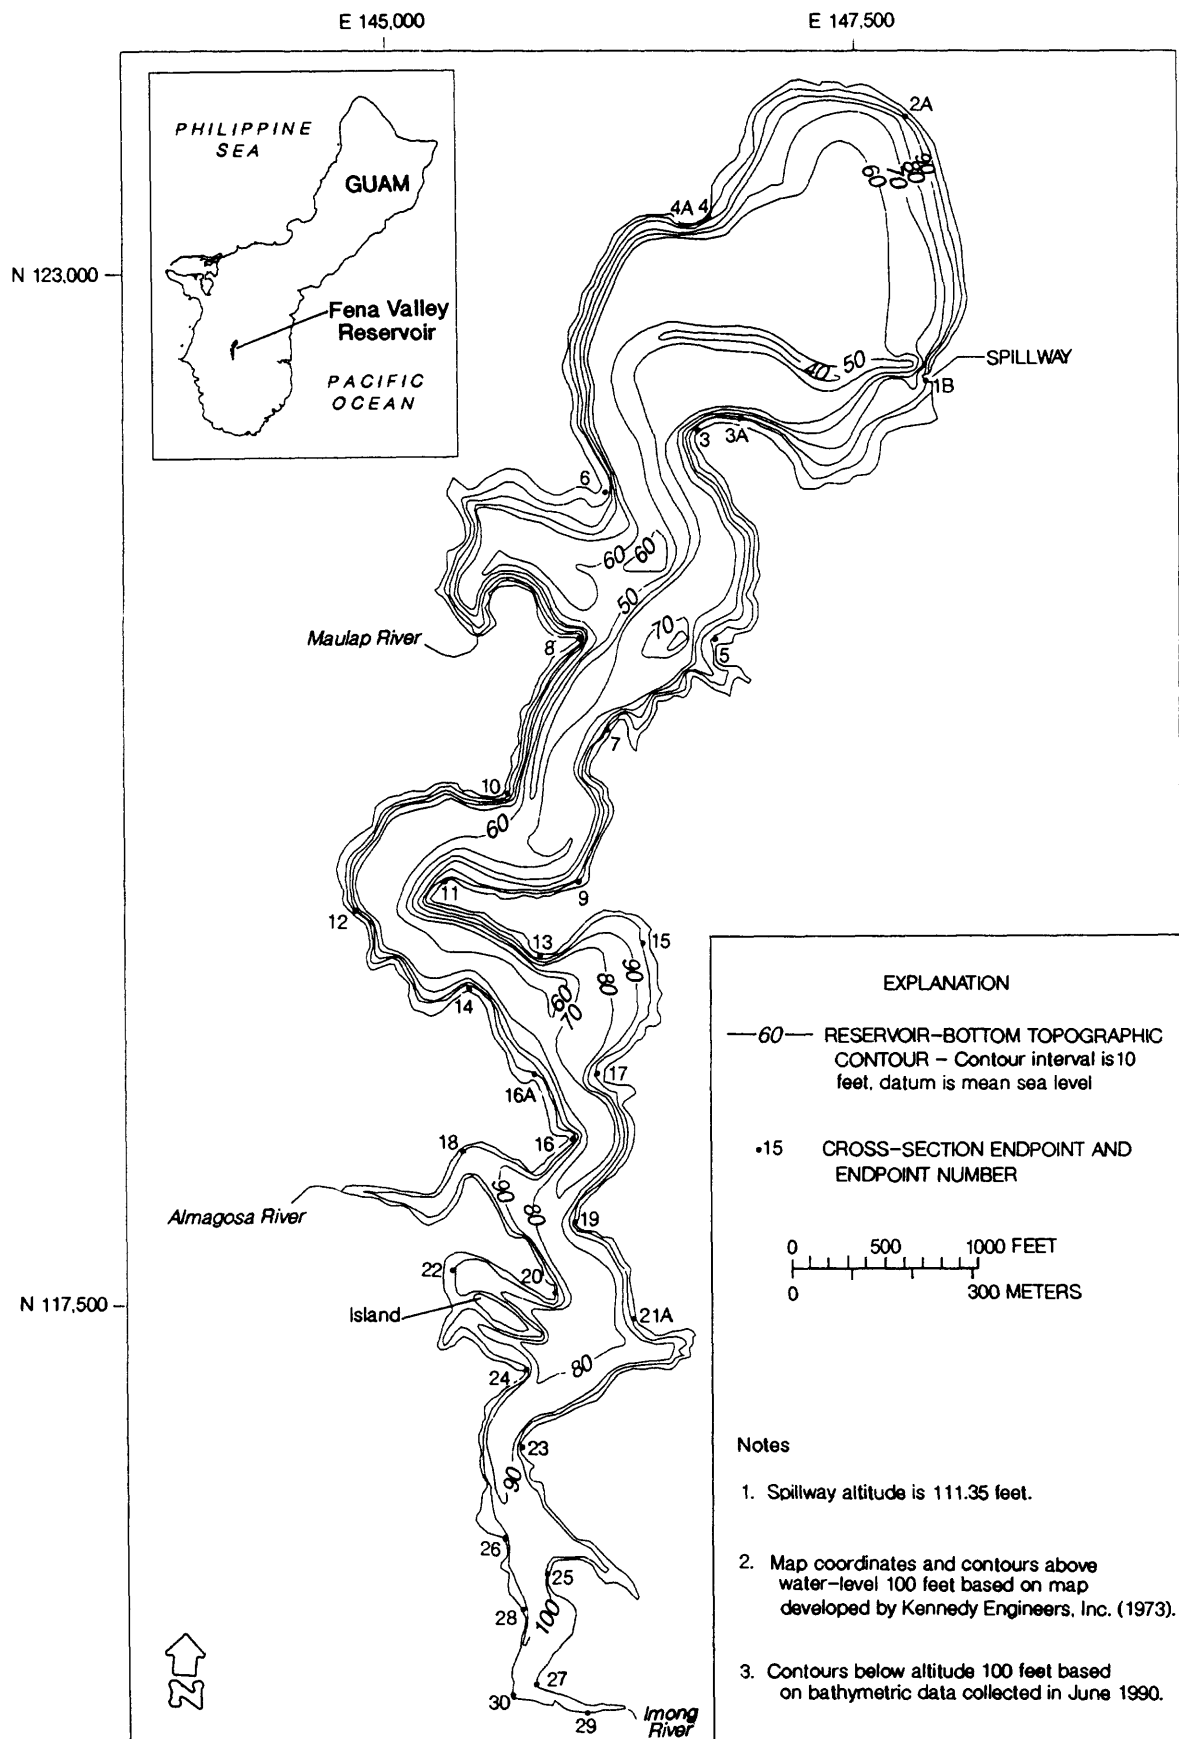 E 145,000
E 147,500
N 123,000
N 117,500
PHILIPPINE
SEA
GUAM
Fena Valley
Reservoir
PACIFIC
OCEAN
2A
60
70
80
90
4A
4
SPILLWAY
1B
40
50
3
3A
6
60
60
50
70
Maulap River
8
5
7
10
60
11
9
12
13
15
14
60
70
80
90
16A
17
18
16
90
80
19
Almagosa River
22
20
Island
21A
24
80
23
90
26
25
28
100
27
30
29
Imong
River
N
EXPLANATION
—60— RESERVOIR-BOTTOM TOPOGRAPHIC
CONTOUR – Contour interval is 10
feet, datum is mean sea level
•15 CROSS-SECTION ENDPOINT AND
ENDPOINT NUMBER
0 500 1000 FEET
0 300 METERS
Notes
1. Spillway altitude is 111.35 feet.
2. Map coordinates and contours above
water-level 100 feet based on map
developed by Kennedy Engineers, Inc. (1973).
3. Contours below altitude 100 feet based
on bathymetric data collected in June 1990.